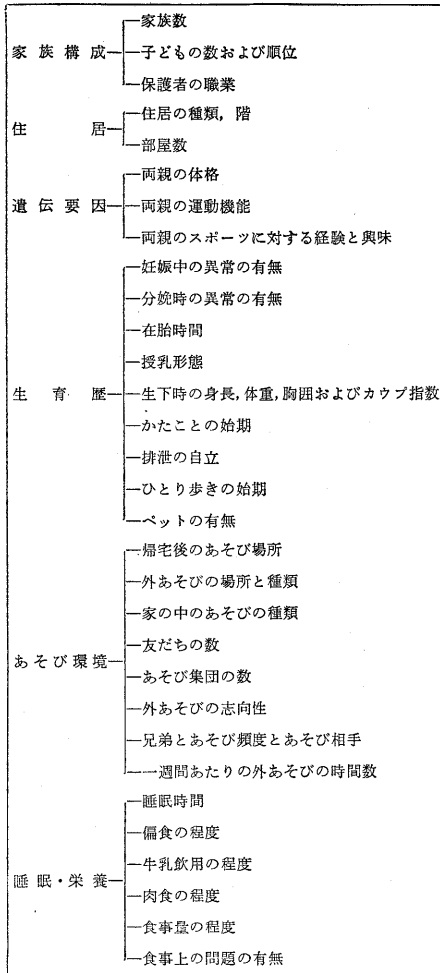 家族構成
家族数
子どもの数および順位
保護者の職業
住居
住居の種類，階
部屋数
遺伝要因
両親の体格
両親の運動機能
両親のスポーツに対する経験と興味
生育歴
妊娠中の異常の有無
分娩時の異常の有無
在胎時間
授乳形態
生下時の身長，体重，胸囲およびカウプ指数
かたことの始期
排泄の自立
ひとり歩きの始期
ペットの有無
あそび環境
帰宅後のあそび場所
外あそびの場所と種類
家の中のあそびの種類
友だちの数
あそび集団の数
外あそびの志向性
兄弟とあそび頻度とあそび相手
一週間あたりの外あそびの時間数
睡眠・栄養
睡眠時間
偏食の程度
牛乳飲用の程度
肉食の程度
食事量の程度
食事上の問題の有無